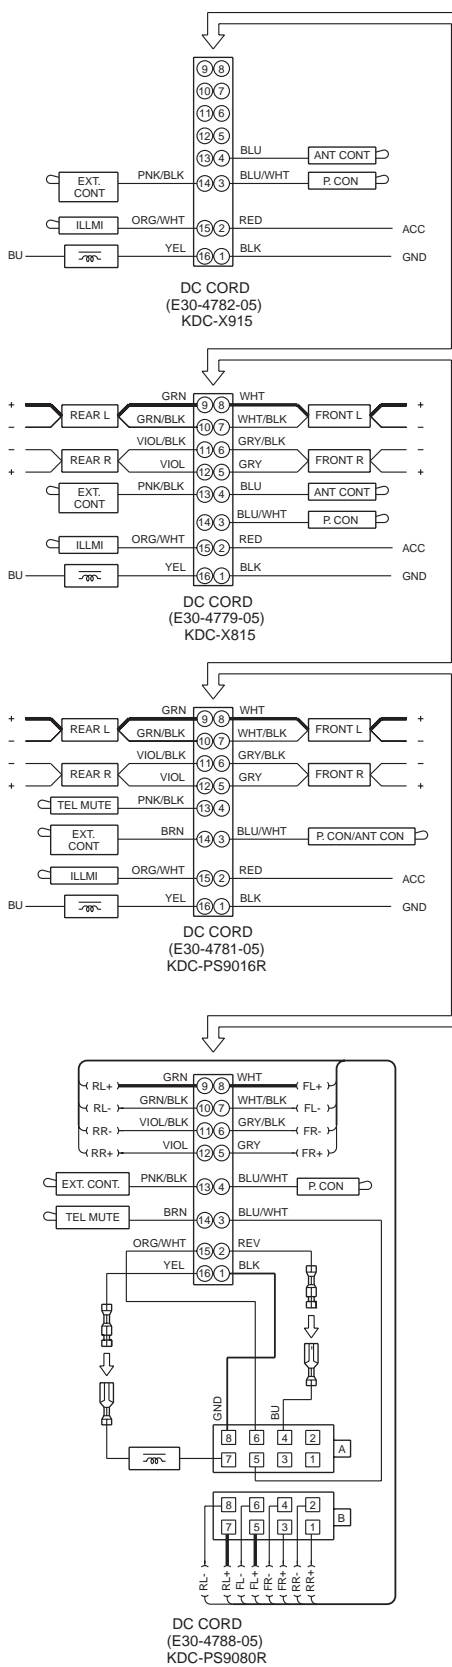 9 8
10 7
11 6
12 5
13 4 BLU ANT CONT
EXT. CONT PNK/BLK 14 3 BLU/WHT P. CON
ILLMI ORG/WHT 15 2 RED ACC
BU YEL 16 1 BLK GND
DC CORD
(E30-4782-05)
KDC-X915
+ GRN 9 8 WHT +
REAR L FRONT L
− GRN/BLK 10 7 WHT/BLK −
− VIOL/BLK 11 6 GRY/BLK −
REAR R FRONT R
+ VIOL 12 5 GRY +
EXT. CONT PNK/BLK 13 4 BLU ANT CONT
14 3 BLU/WHT P. CON
ILLMI ORG/WHT 15 2 RED ACC
BU YEL 16 1 BLK GND
DC CORD
(E30-4779-05)
KDC-X815
+ GRN 9 8 WHT +
REAR L FRONT L
− GRN/BLK 10 7 WHT/BLK −
− VIOL/BLK 11 6 GRY/BLK −
REAR R FRONT R
+ VIOL 12 5 GRY +
TEL MUTE PNK/BLK 13 4
EXT. CONT BRN 14 3 BLU/WHT P. CON/ANT CON
ILLMI ORG/WHT 15 2 RED ACC
BU YEL 16 1 BLK GND
DC CORD
(E30-4781-05)
KDC-PS9016R
RL+ GRN 9 8 WHT FL+
RL- GRN/BLK 10 7 WHT/BLK FL-
RR- VIOL/BLK 11 6 GRY/BLK FR-
RR+ VIOL 12 5 GRY FR+
EXT. CONT. PNK/BLK 13 4 BLU/WHT P. CON
TEL MUTE BRN 14 3 BLU/WHT
ORG/WHT 15 2 REV
YEL 16 1 BLK
GND BU
8 6 4 2
A
7 5 3 1
8 6 4 2
B
7 5 3 1
RL- RL+ FL- FL+ FR- FR+ RR- RR+
DC CORD
(E30-4788-05)
KDC-PS9080R